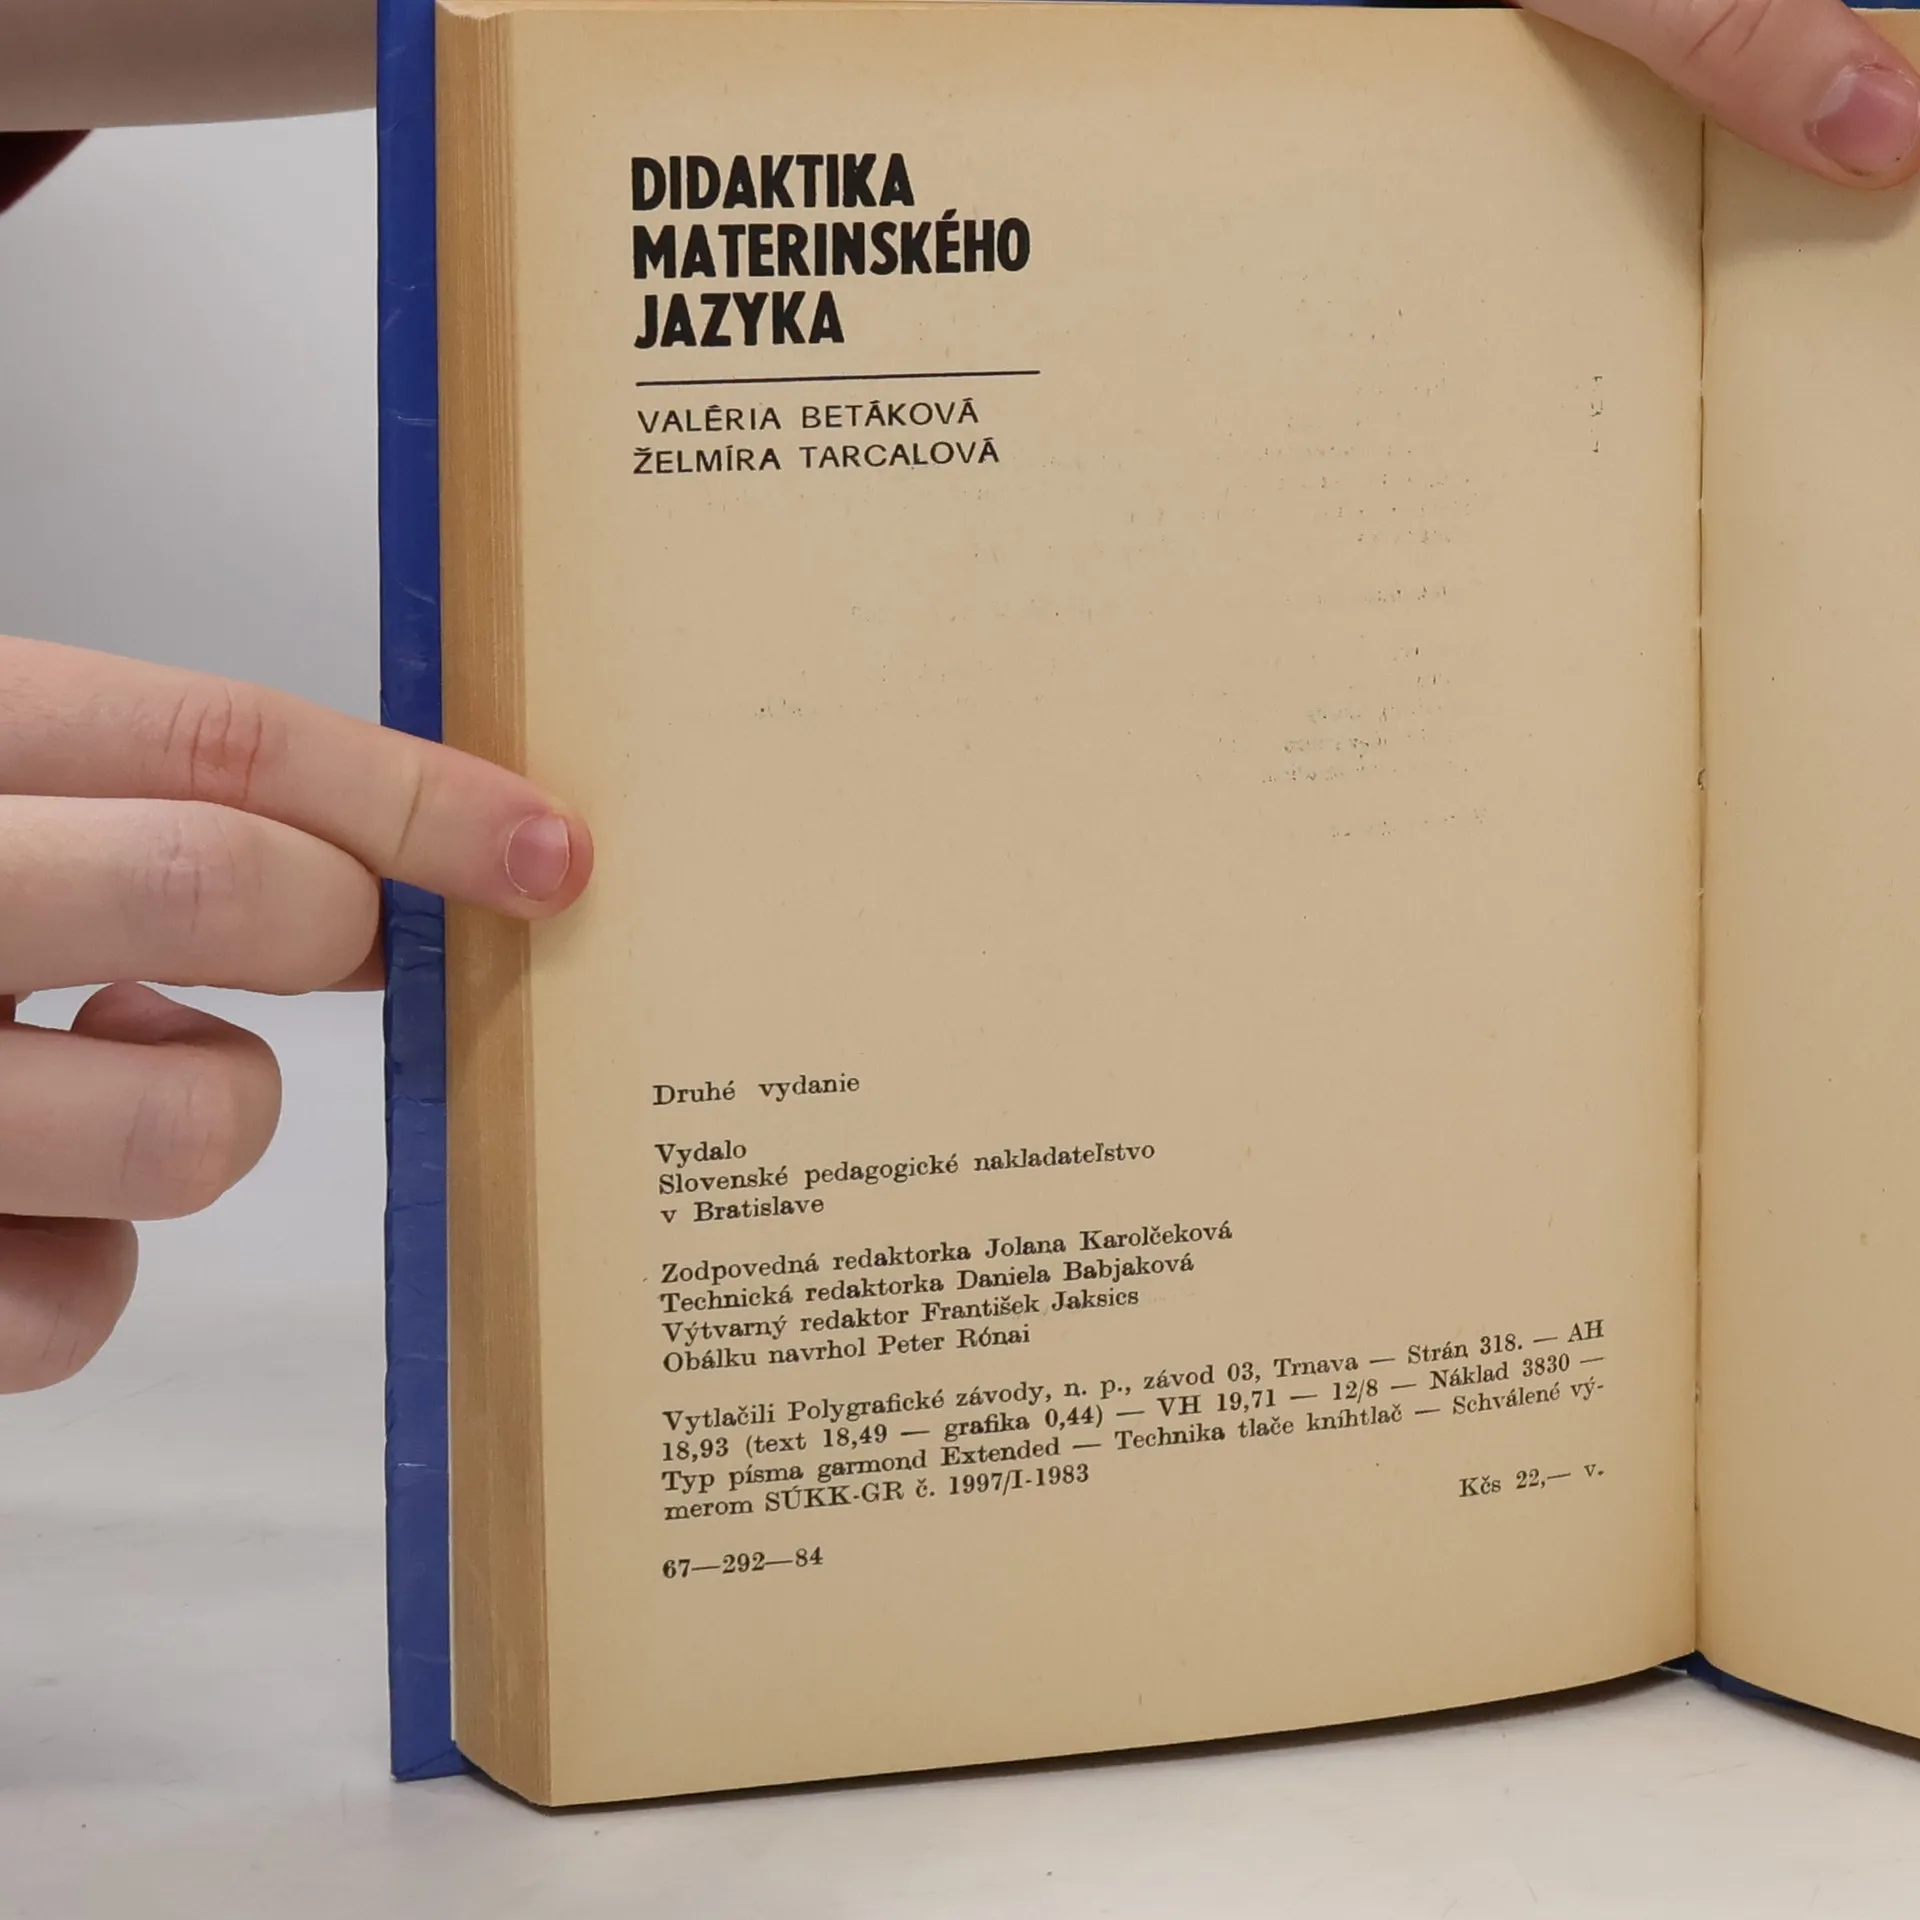 DIDAKTIKA
MATERINSKÉHO
JAZYKA
VALÉRIA BETÁKOVÁ
ŽELMÍRA TARCALOVÁ
Druhé vydanie
Vydalo
Slovenské pedagogické nakladateľstvo
v Bratislave
Zodpovedná redaktorka Jolana Karolčeková
Technická redaktorka Daniela Babjaková
Výtvarný redaktor František Jaksics
Obálku navrhol Peter Rónai
Vytlačili Polygrafické závody, n. p., závod 03, Trnava — Strán 318. — AH
18,93 (text 18,49 — grafika 0,44) — VH 19,71 — 12/8 — Náklad 3830 —
Typ písma garmond Extended — Technika tlače kníhtlač — Schválené vý-
merom SÚKK-GR č. 1997/I-1983
Kčs 22,— v.
67—292—84